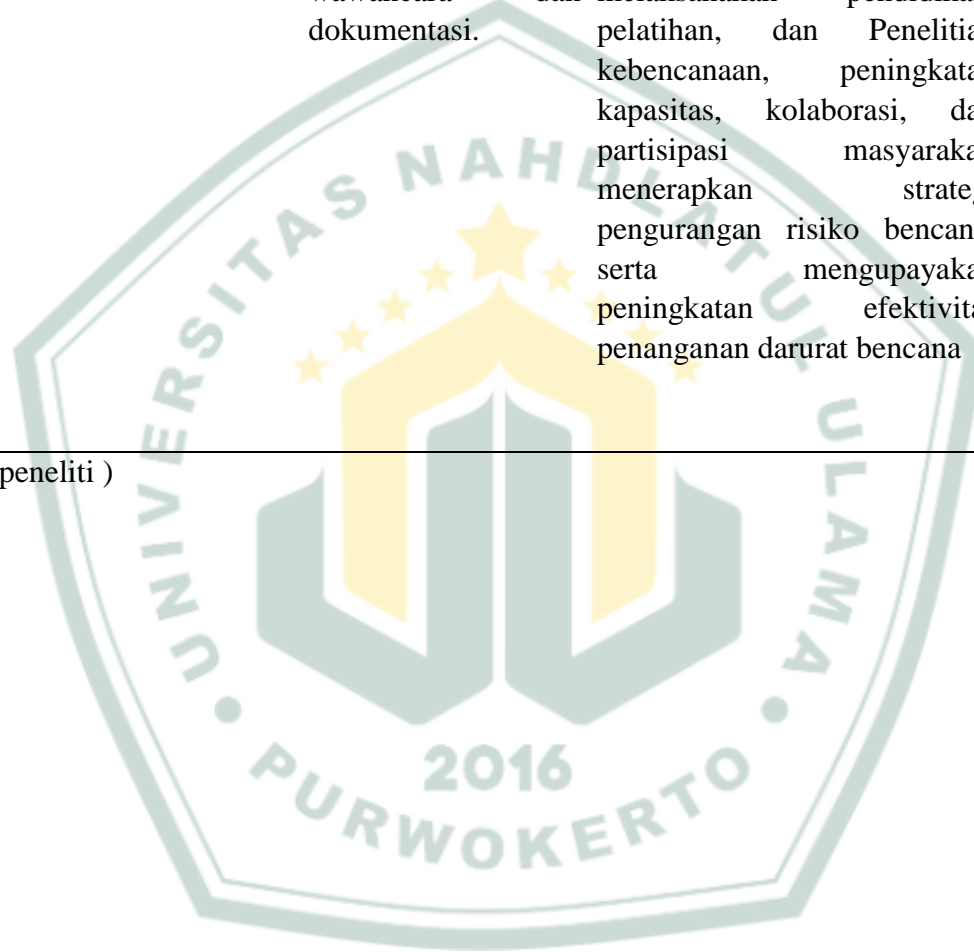 dokumentasi.
pelatihan, dan Penelitia
kebencanaan, peningkata
kapasitas, kolaborasi, da
partisipasi masyaraka
menerapkan strateg
pengurangan risiko bencan
serta mengupayaka
peningkatan efektivita
penanganan darurat bencana
peneliti )
UNIVERSITAS NAHDLATUL ULAMA
2016
PURWOKERTO